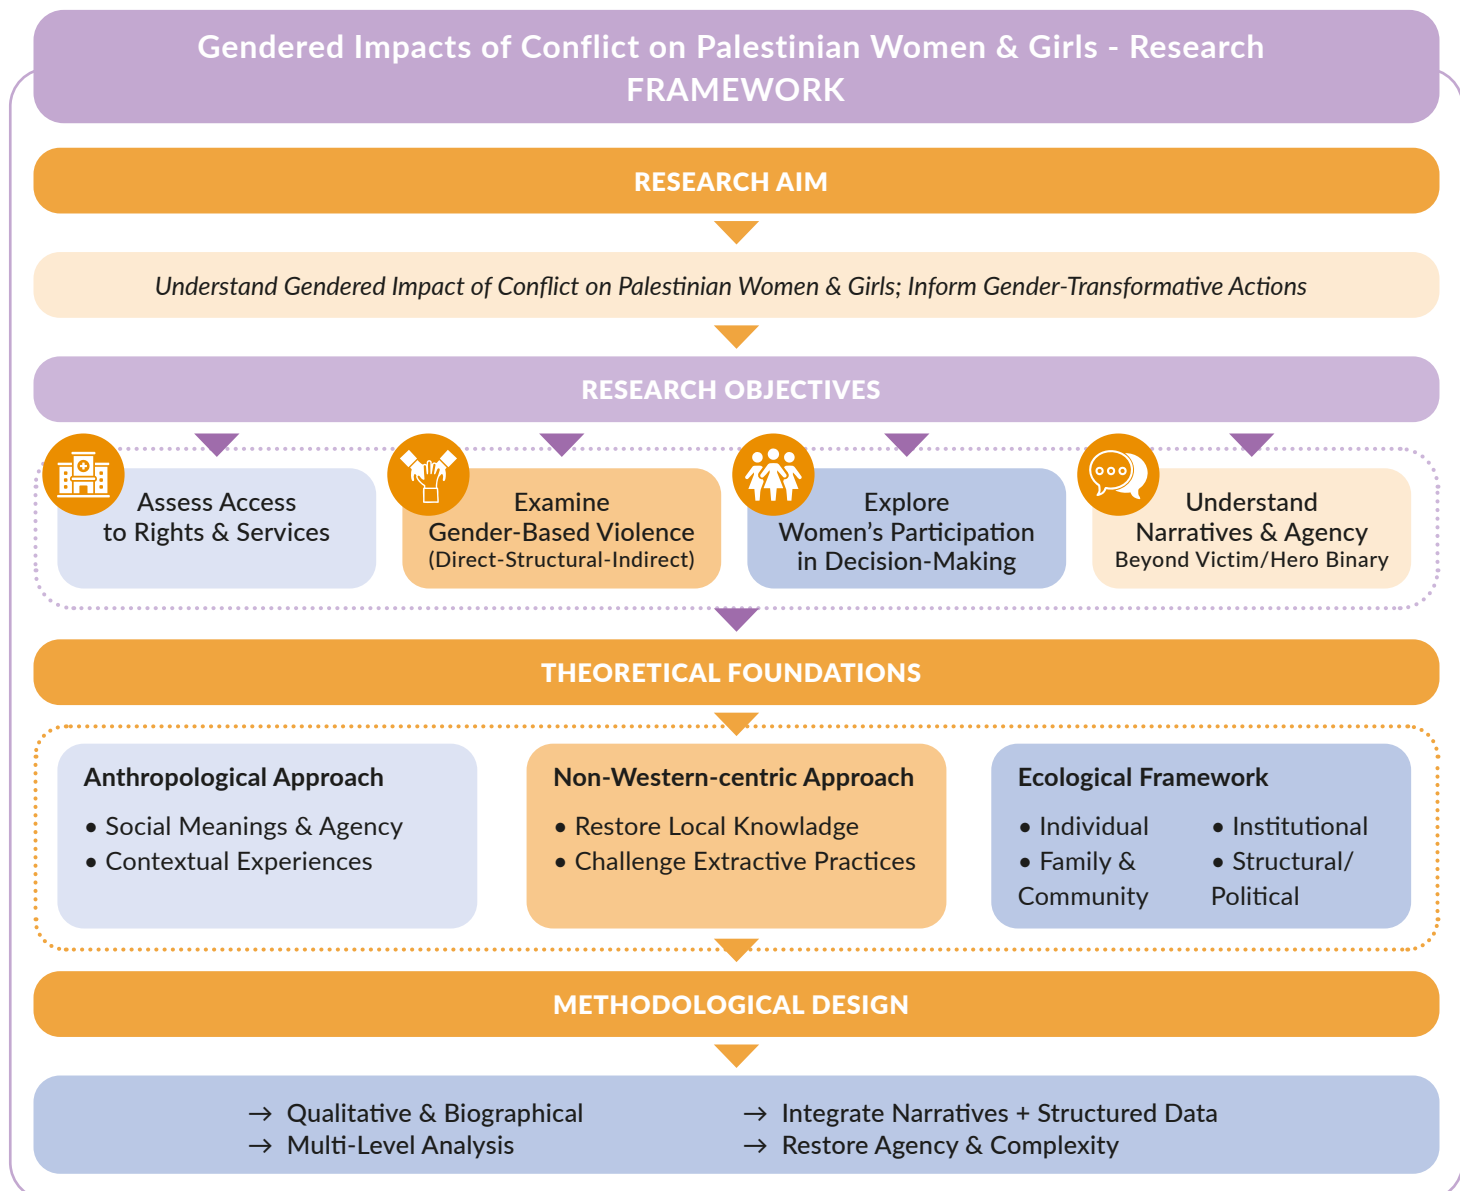 Gendered Impacts of Conflict on Palestinian Women & Girls - Research
FRAMEWORK
RESEARCH AIM
Understand Gendered Impact of Conflict on Palestinian Women & Girls; Inform Gender-Transformative Actions
RESEARCH OBJECTIVES
Assess Access
to Rights & Services
Examine
Gender-Based Violence
(Direct-Structural-Indirect)
Explore
Women’s Participation
in Decision-Making
Understand
Narratives & Agency
Beyond Victim/Hero Binary
THEORETICAL FOUNDATIONS
Anthropological Approach
• Social Meanings & Agency
• Contextual Experiences
Non-Western-centric Approach
• Restore Local Knowladge
• Challenge Extractive Practices
Ecological Framework
• Individual
• Family &
Community
• Institutional
• Structural/
Political
METHODOLOGICAL DESIGN
→ Qualitative & Biographical
→ Multi-Level Analysis
→ Integrate Narratives + Structured Data
→ Restore Agency & Complexity